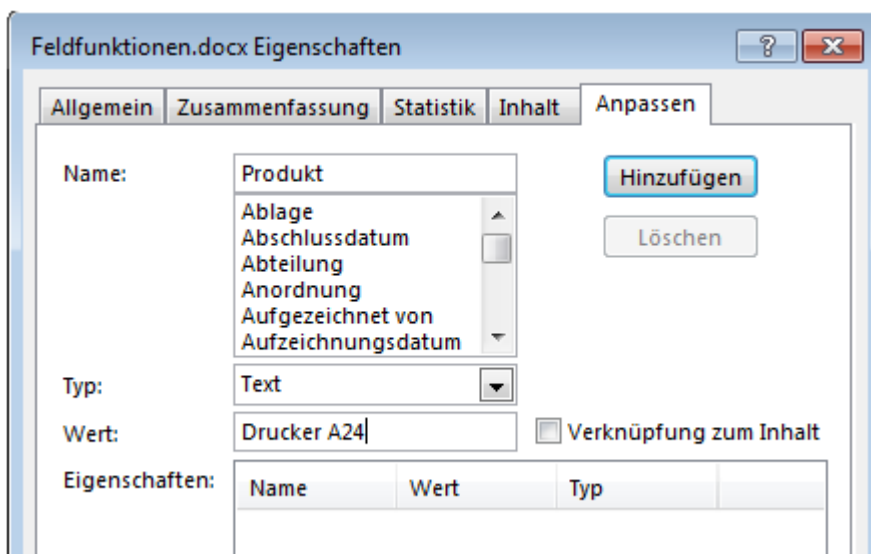 Feldfunktionen.docx Eigenschaften
Allgemein Zusammenfassung Statistik Inhalt Anpassen
Name: Produkt Hinzufügen
Ablage Löschen
Abschlussdatum
Abteilung
Anordnung
Aufgezeichnet von
Aufzeichnungsdatum
Typ: Text
Wert: Drucker A24 Verknüpfung zum Inhalt
Eigenschaften: Name Wert Typ